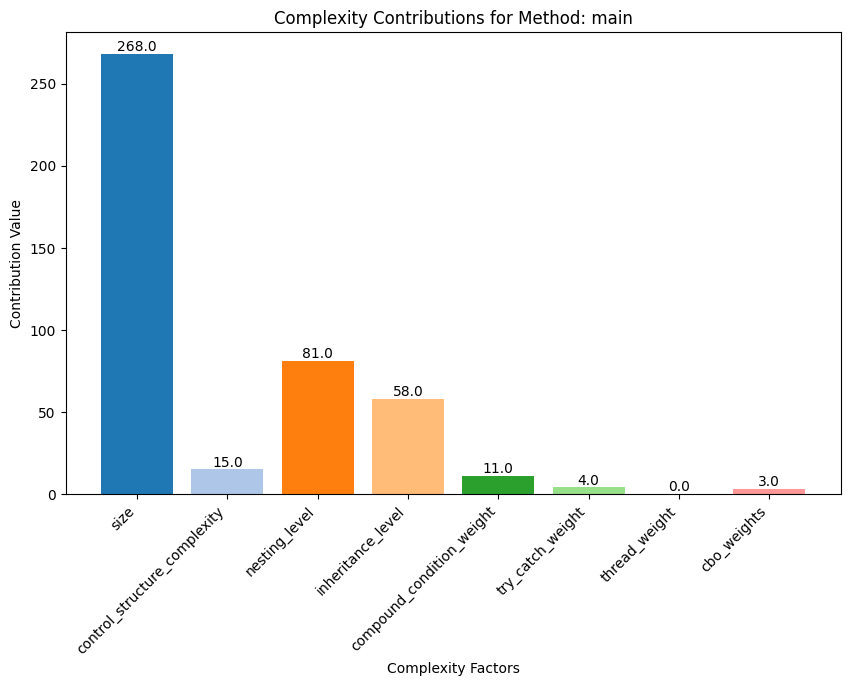 Complexity Contributions for Method: main
Contribution Value
250
200
150
100
50
0
268.0
15.0
81.0
58.0
11.0
4.0
0.0
3.0
size
control_structure_complexity
nesting_level
inheritance_level
compound_condition_weight
try_catch_weight
thread_weight
cbo_weights
Complexity Factors